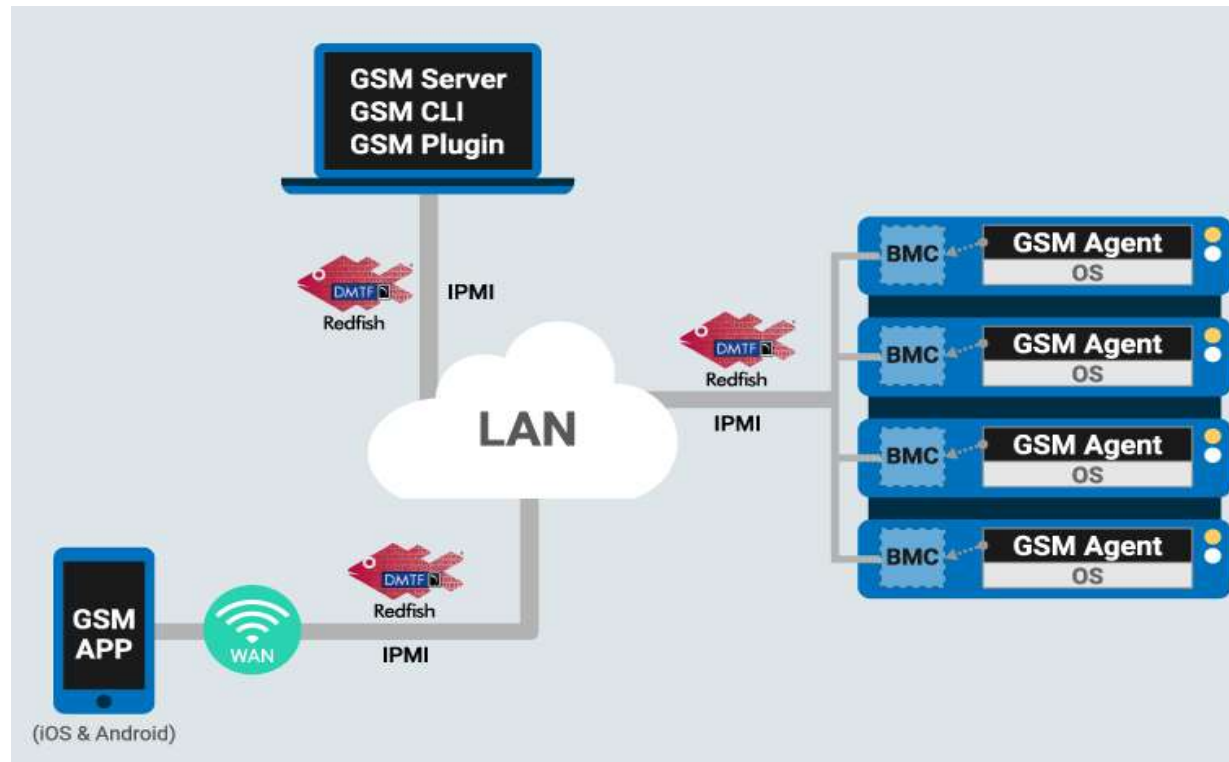 GSM Server
GSM CLI
GSM Plugin
DMTF
Redfish
IPMI
LAN
DMTF
Redfish
IPMI
BMC
GSM Agent
OS
BMC
GSM Agent
OS
BMC
GSM Agent
OS
BMC
GSM Agent
OS
GSM
APP
(iOS & Android)
WAN
DMTF
Redfish
IPMI